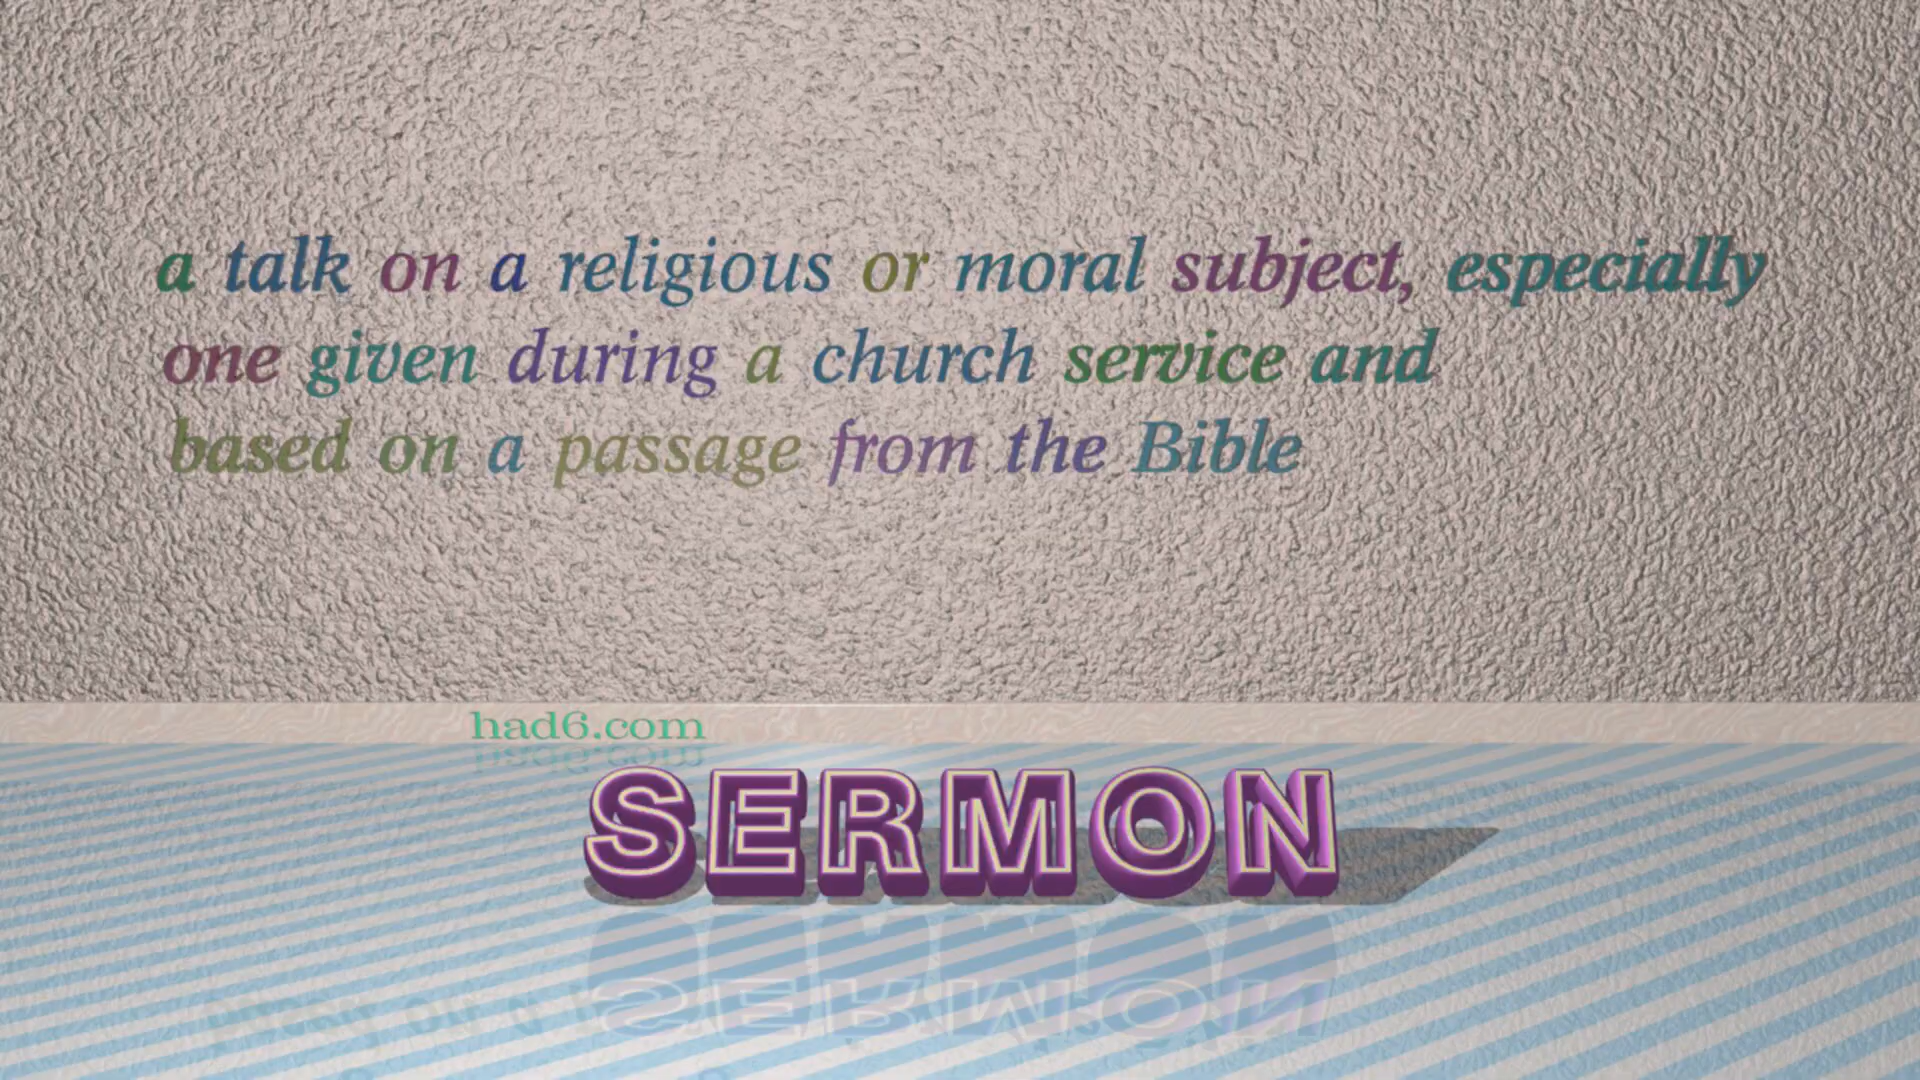 a talk on a religious or moral subject, especially
one given during a church service and
based on a passage from the Bible
had6.com
SERMON